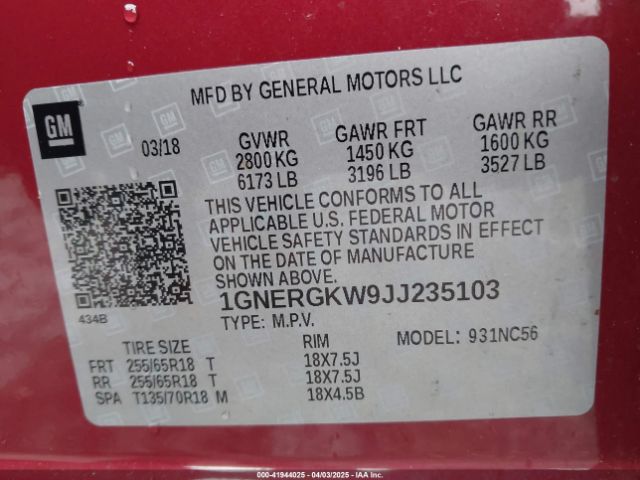 MFD BY GENERAL MOTORS LLC
GM
03/18 GVWR GAWR FRT GAWR RR
2800 KG 1450 KG 1600 KG
6173 LB 3196 LB 3527 LB
THIS VEHICLE CONFORMS TO ALL
APPLICABLE U.S. FEDERAL MOTOR
VEHICLE SAFETY STANDARDS IN EFFECT
ON THE DATE OF MANUFACTURE
SHOWN ABOVE.
1GNERGKW9JJ235103
434B
TYPE: M.P.V. MODEL: 931NC56
TIRE SIZE RIM
FRT 255/65R18 T 18X7.5J
RR 255/65R18 T 18X7.5J
SPA T135/70R18 M 18X4.5B
000-41944025 - 04/03/2025 - IAA Inc.